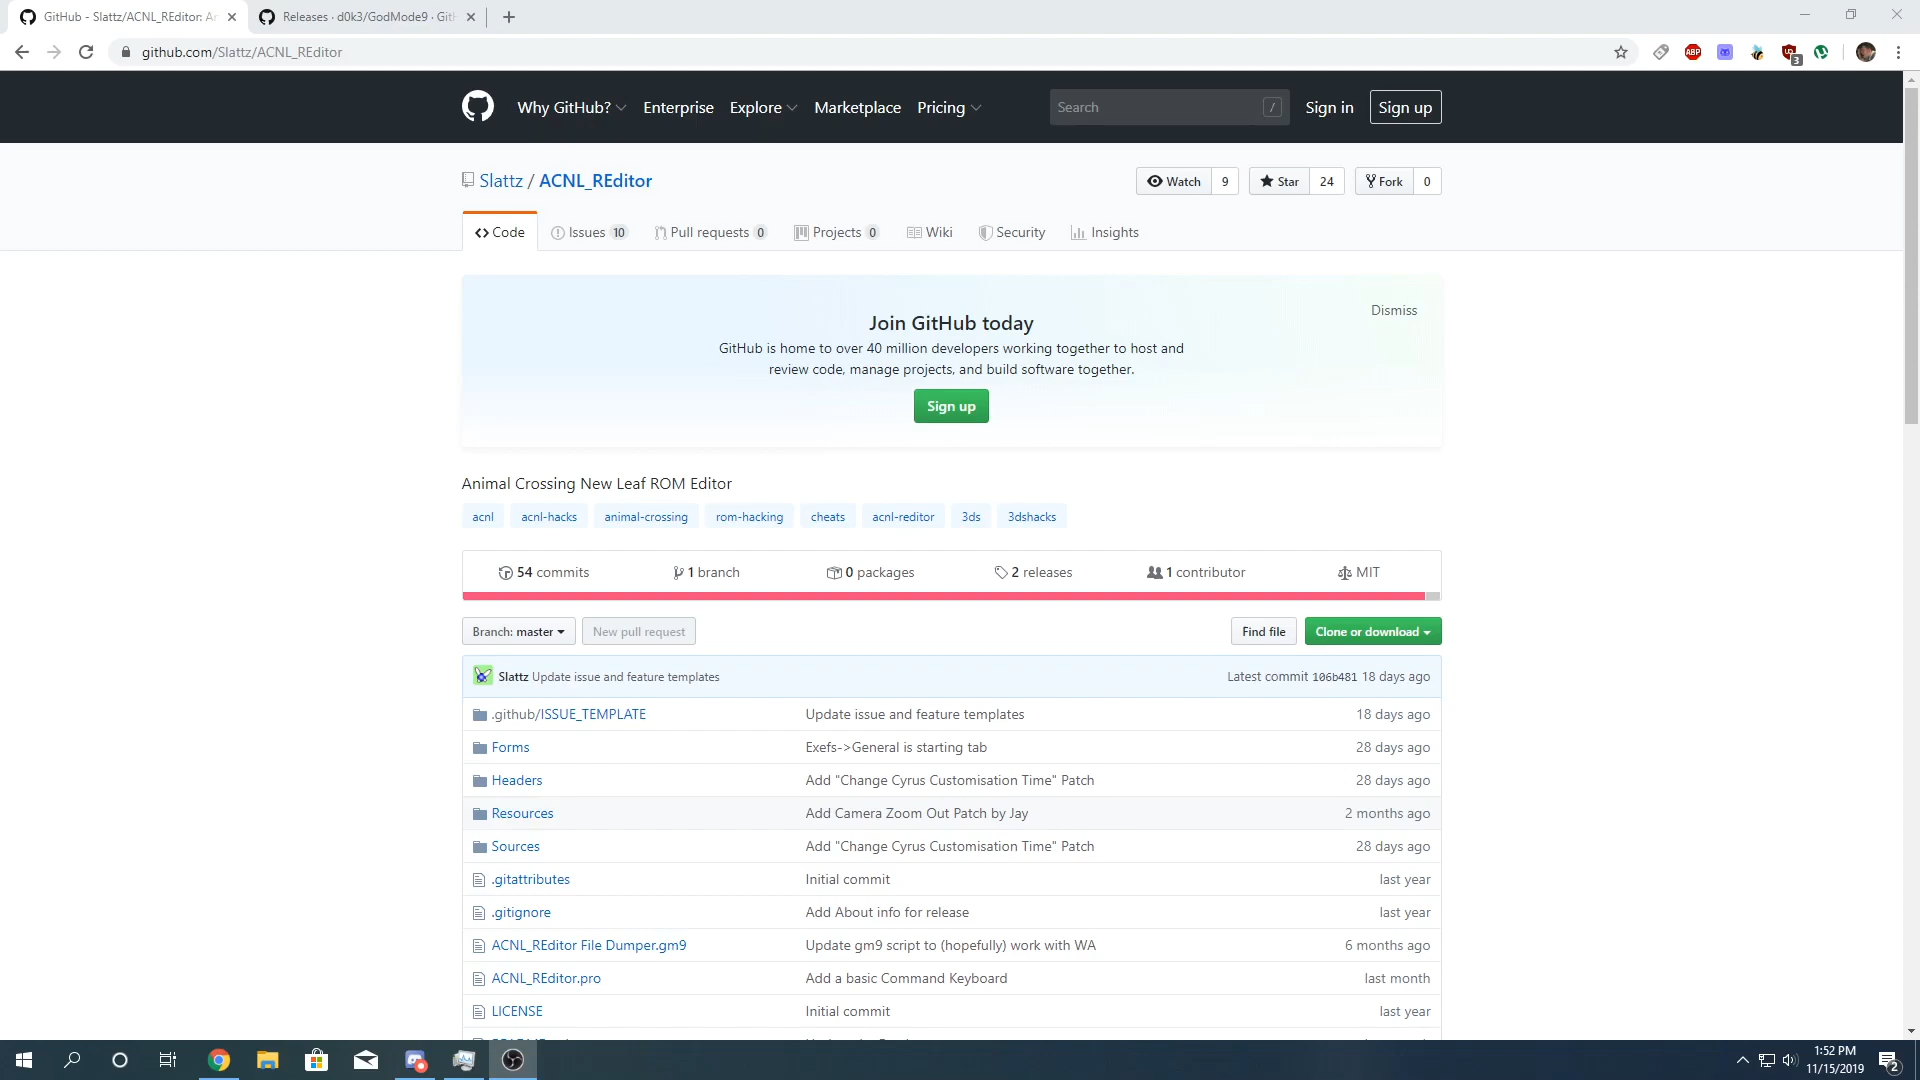 GitHub - Slattz/ACNL_REditor: An
Releases · d0k3/GodMode9 · Git
github.com/Slattz/ACNL_REditor
ABP
3
Why GitHub?
Enterprise
Explore
Marketplace
Pricing
Search
/
Sign in
Sign up
Slattz / ACNL_REditor
Watch 9
Star 24
Fork 0
Code
Issues 10
Pull requests 0
Projects 0
Wiki
Security
Insights
Dismiss
Join GitHub today
GitHub is home to over 40 million developers working together to host and
review code, manage projects, and build software together.
Sign up
Animal Crossing New Leaf ROM Editor
acnl
acnl-hacks
animal-crossing
rom-hacking
cheats
acnl-reditor
3ds
3dshacks
54 commits
1 branch
0 packages
2 releases
1 contributor
MIT
Branch: master
New pull request
Find file
Clone or download
Slattz Update issue and feature templates
Latest commit 106b481 18 days ago
.github/ISSUE_TEMPLATE Update issue and feature templates 18 days ago
Forms Exefs->General is starting tab 28 days ago
Headers Add "Change Cyrus Customisation Time" Patch 28 days ago
Resources Add Camera Zoom Out Patch by Jay 2 months ago
Sources Add "Change Cyrus Customisation Time" Patch 28 days ago
.gitattributes Initial commit last year
.gitignore Add About info for release last year
ACNL_REditor File Dumper.gm9 Update gm9 script to (hopefully) work with WA 6 months ago
ACNL_REditor.pro Add a basic Command Keyboard last month
LICENSE Initial commit last year
1:52 PM
11/15/2019
2